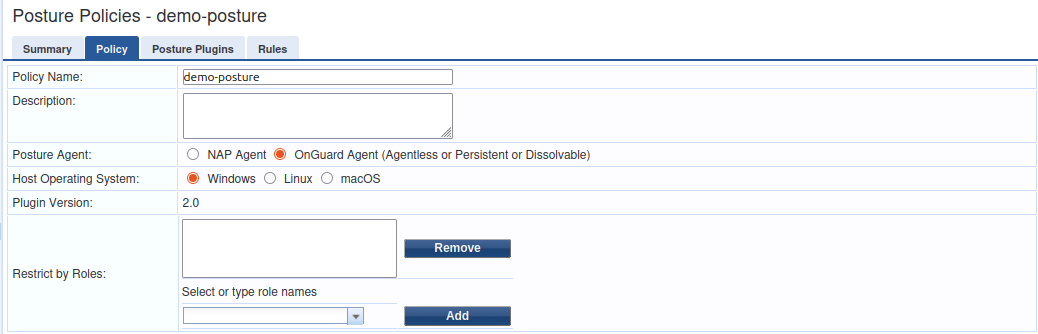 Posture Policies - demo-posture
Summary Policy Posture Plugins Rules
Policy Name: demo-posture
Description:
Posture Agent: NAP Agent OnGuard Agent (Agentless or Persistent or Dissolvable)
Host Operating System: Windows Linux macOS
Plugin Version: 2.0
Remove
Restrict by Roles:
Select or type role names
Add